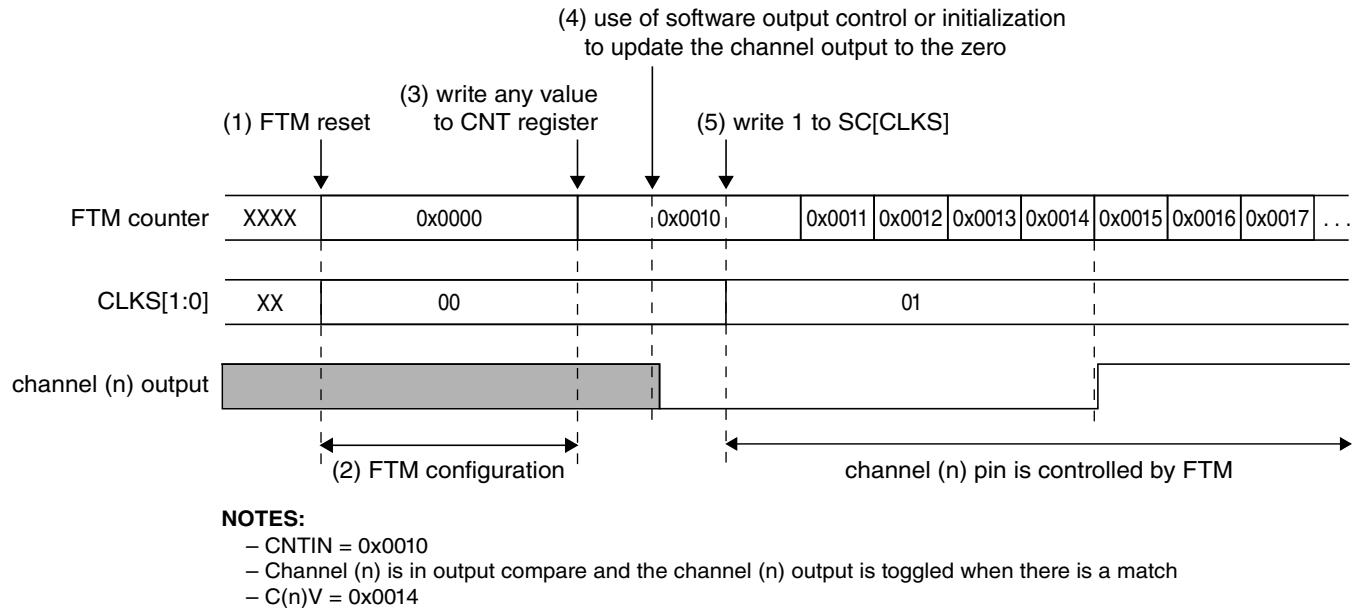 (4) use of software output control or initialization
to update the channel output to the zero
(3) write any value
to CNT register
(1) FTM reset
(5) write 1 to SC[CLKS]
FTM counter XXXX 0x0000 0x0010 0x0011 0x0012 0x0013 0x0014 0x0015 0x0016 0x0017 . . .
CLKS[1:0] XX 00 01
channel (n) output
(2) FTM configuration
channel (n) pin is controlled by FTM
NOTES:
– CNTIN = 0x0010
– Channel (n) is in output compare and the channel (n) output is toggled when there is a match
– C(n)V = 0x0014